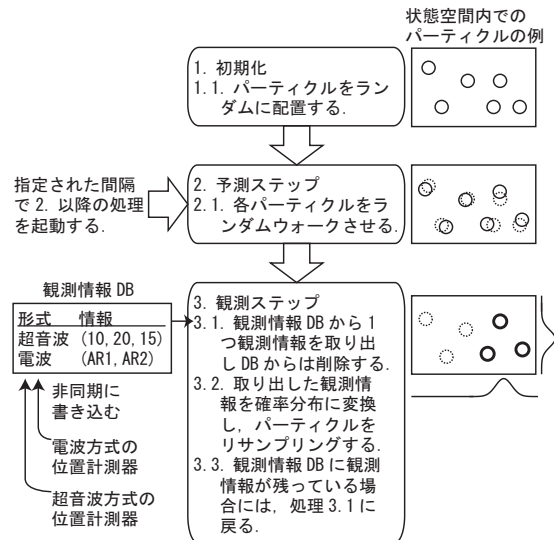 状態空間内での
パーティクルの例
1. 初期化
1.1. パーティクルをラン
ダムに配置する.
指定された間隔
で 2. 以降の処理
を起動する.
2. 予測ステップ
2.1. 各パーティクルをラ
ンダムウォークさせる.
観測情報 DB
形式 情報
超音波 (10, 20, 15)
電波 (AR1, AR2)
非同期に
書き込む
電波方式の
位置計測器
超音波方式の
位置計測器
3. 観測ステップ
3.1. 観測情報 DB から 1
つ観測情報を取り出
し DB からは削除する.
3.2. 取り出した観測情
報を確率分布に変換
し, パーティクルを
リサンプリングする.
3.3. 観測情報 DB に観測
情報が残っている場
合には, 処理 3.1 に
戻る.